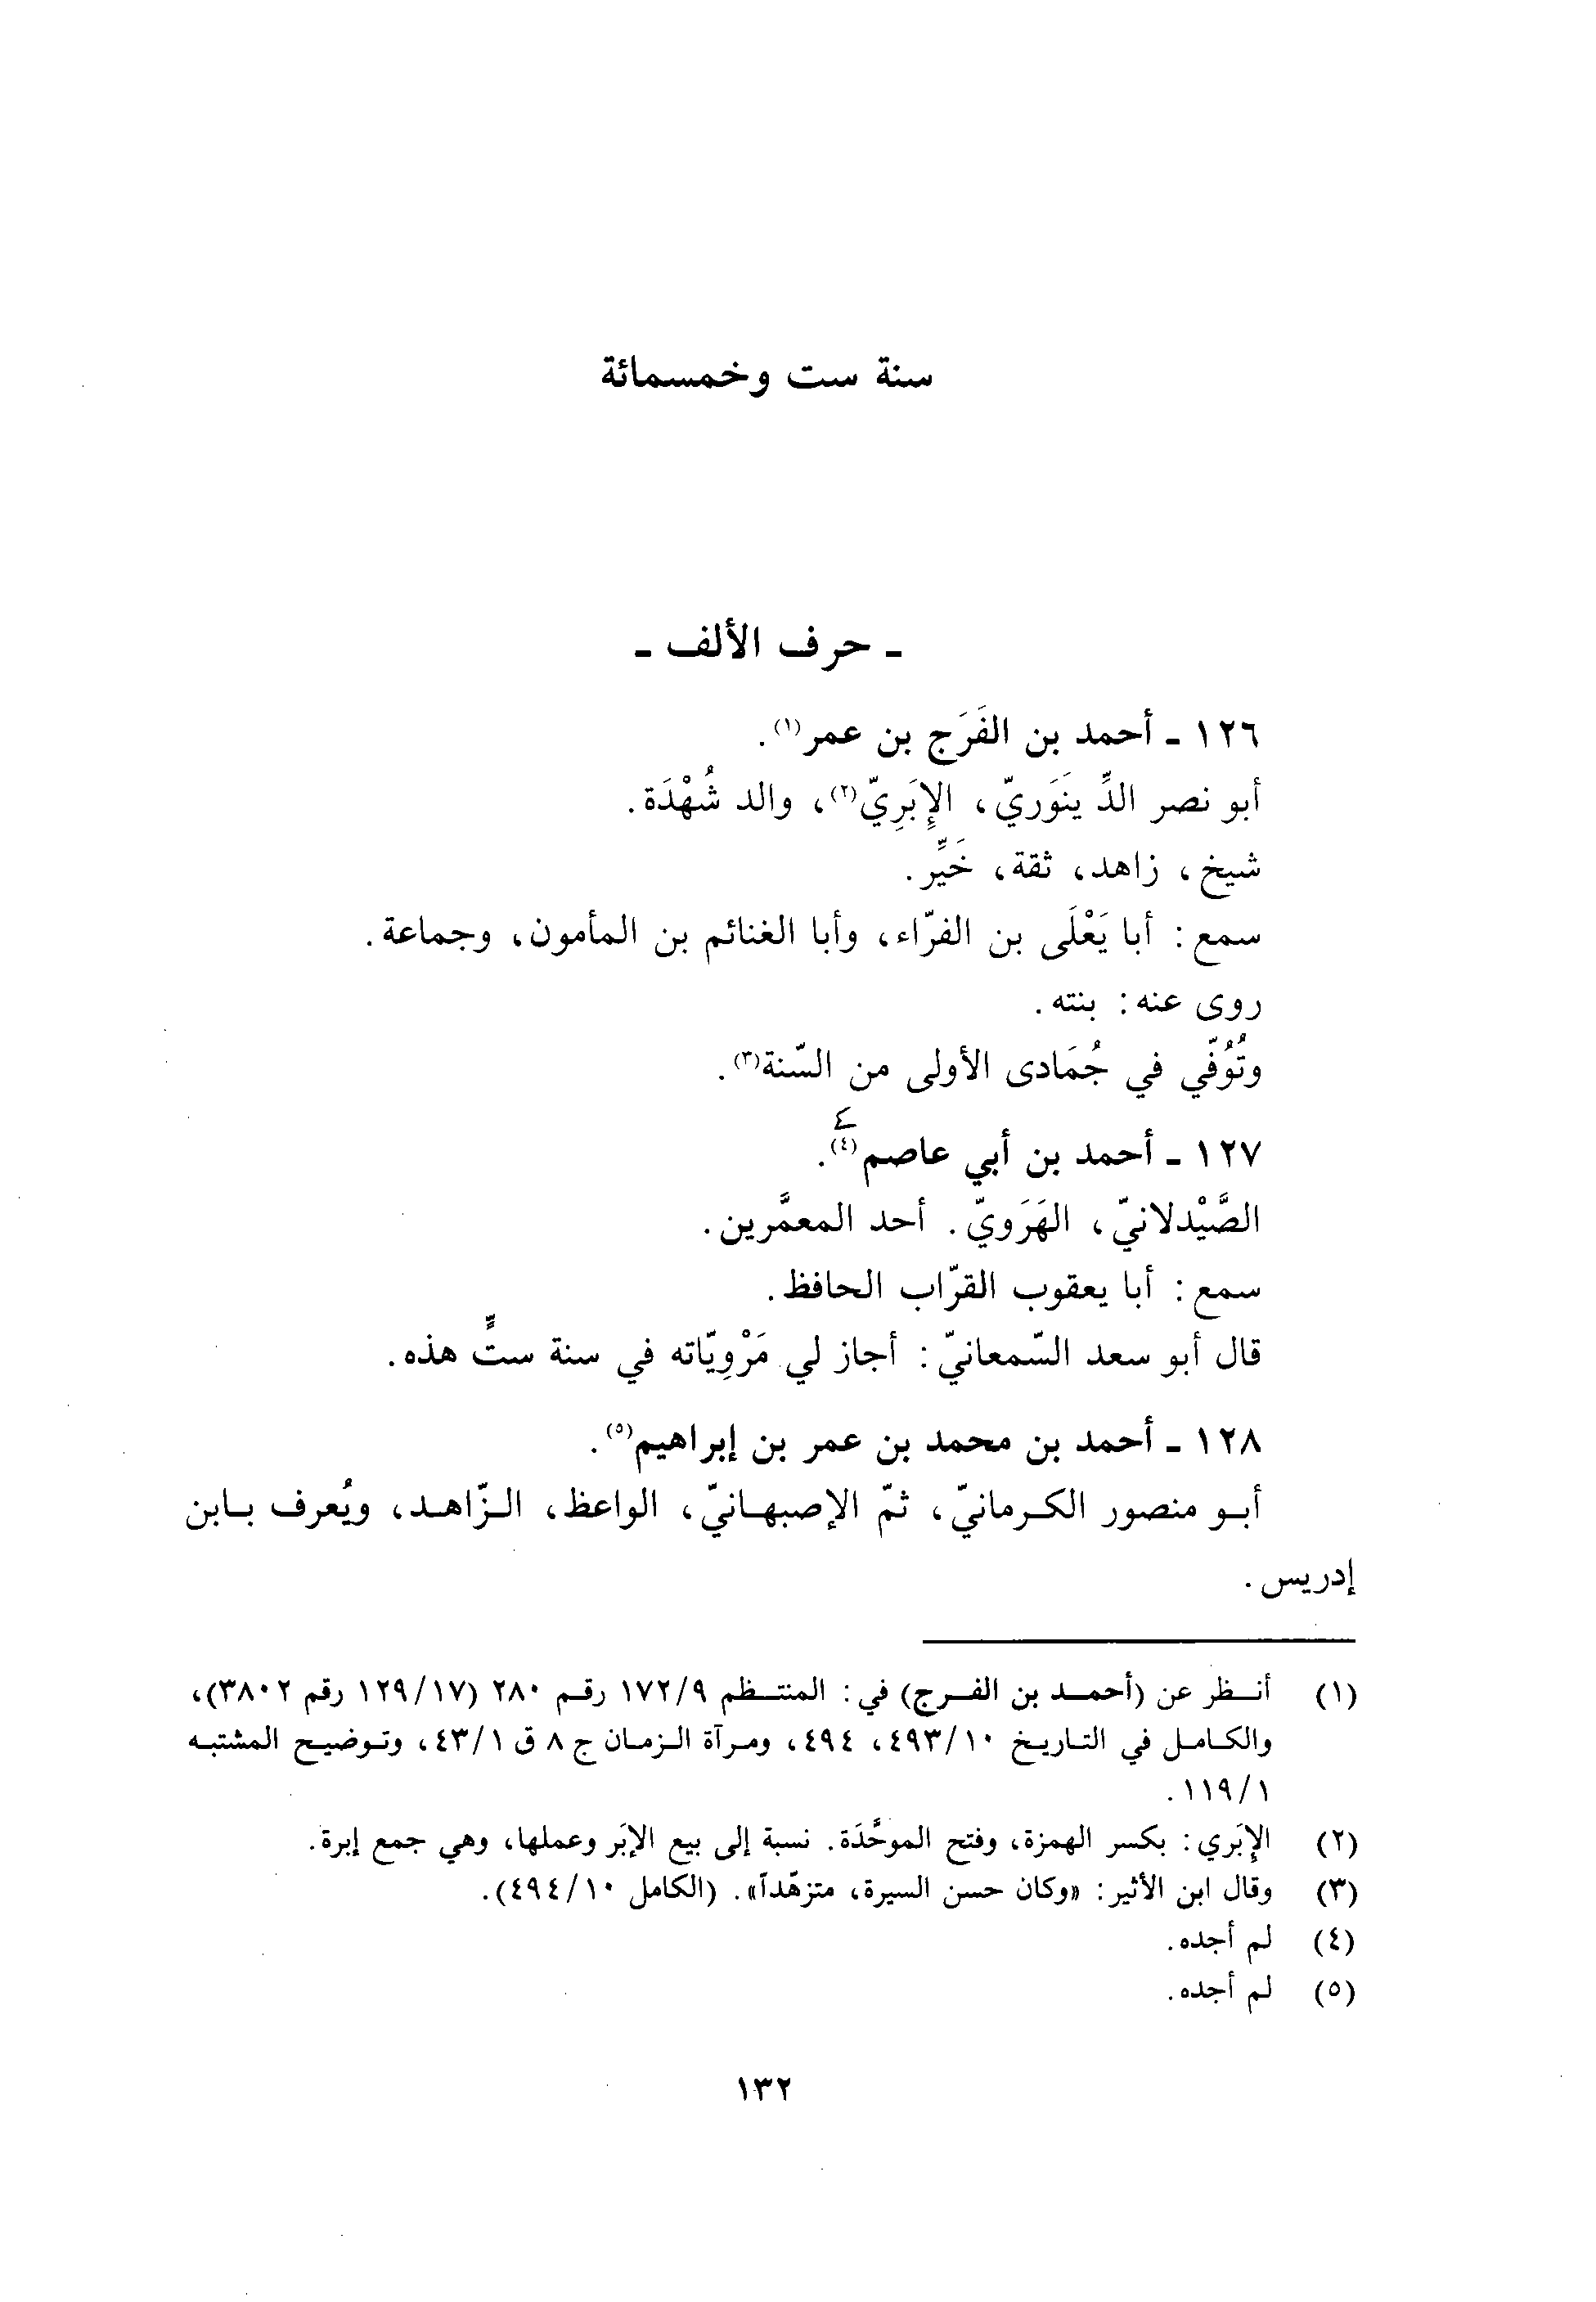 سنة ست وخمسمائة
- حرف الألف -
١٢٦ - أحمد بن الفَرَج بن عمر(١).
أبو نصر الدِّينَوَريّ، الإِبَرِيّ(٢)، والد شُهْدَة.
شيخ، زاهد، ثقة، خَيِّر.
سمع: أبا يَعْلَى بن الفرّاء، وأبا الغنائم بن المأمون، وجماعة.
روى عنه: بنته.
وتُوُفّي في جُمَادى الأولى من السّنة(٣).
١٢٧ - أحمد بن أبي عاصم(٤).
الصَّيْدلانيّ، الهَرَويّ. أحد المعمَّرين.
سمع: أبا يعقوب القرّاب الحافظ.
قال أبو سعد السّمعانيّ: أجاز لي مَرْوِيّاته في سنة ستٍّ هذه.
١٢٨ - أحمد بن محمد بن عمر بن إبراهيم(٥).
أبو منصور الكرمانيّ، ثمّ الإصبهانيّ، الواعظ، الزّاهد، ويُعرف بابن
إدريس.
(١) أنظر عن (أحمد بن الفرج) في: المنتظم ١٧٢/٩ رقم ٢٨٠ (١٢٩/١٧ رقم ٣٨٠٢)،
والكامل في التاريخ ٤٩٣/١٠، ٤٩٤، ومرآة الزمان ج ٨ ق ٤٣/١، وتوضيح المشتبه
١١٩/١.
(٢) الإِبَري: بكسر الهمزة، وفتح الموحَّدَة. نسبة إلى بيع الإبَر وعملها، وهي جمع إبرة.
(٣) وقال ابن الأثير: «وكان حسن السيرة، متزهّداً». (الكامل ٤٩٤/١٠).
(٤) لم أجده.
(٥) لم أجده.
١٣٢